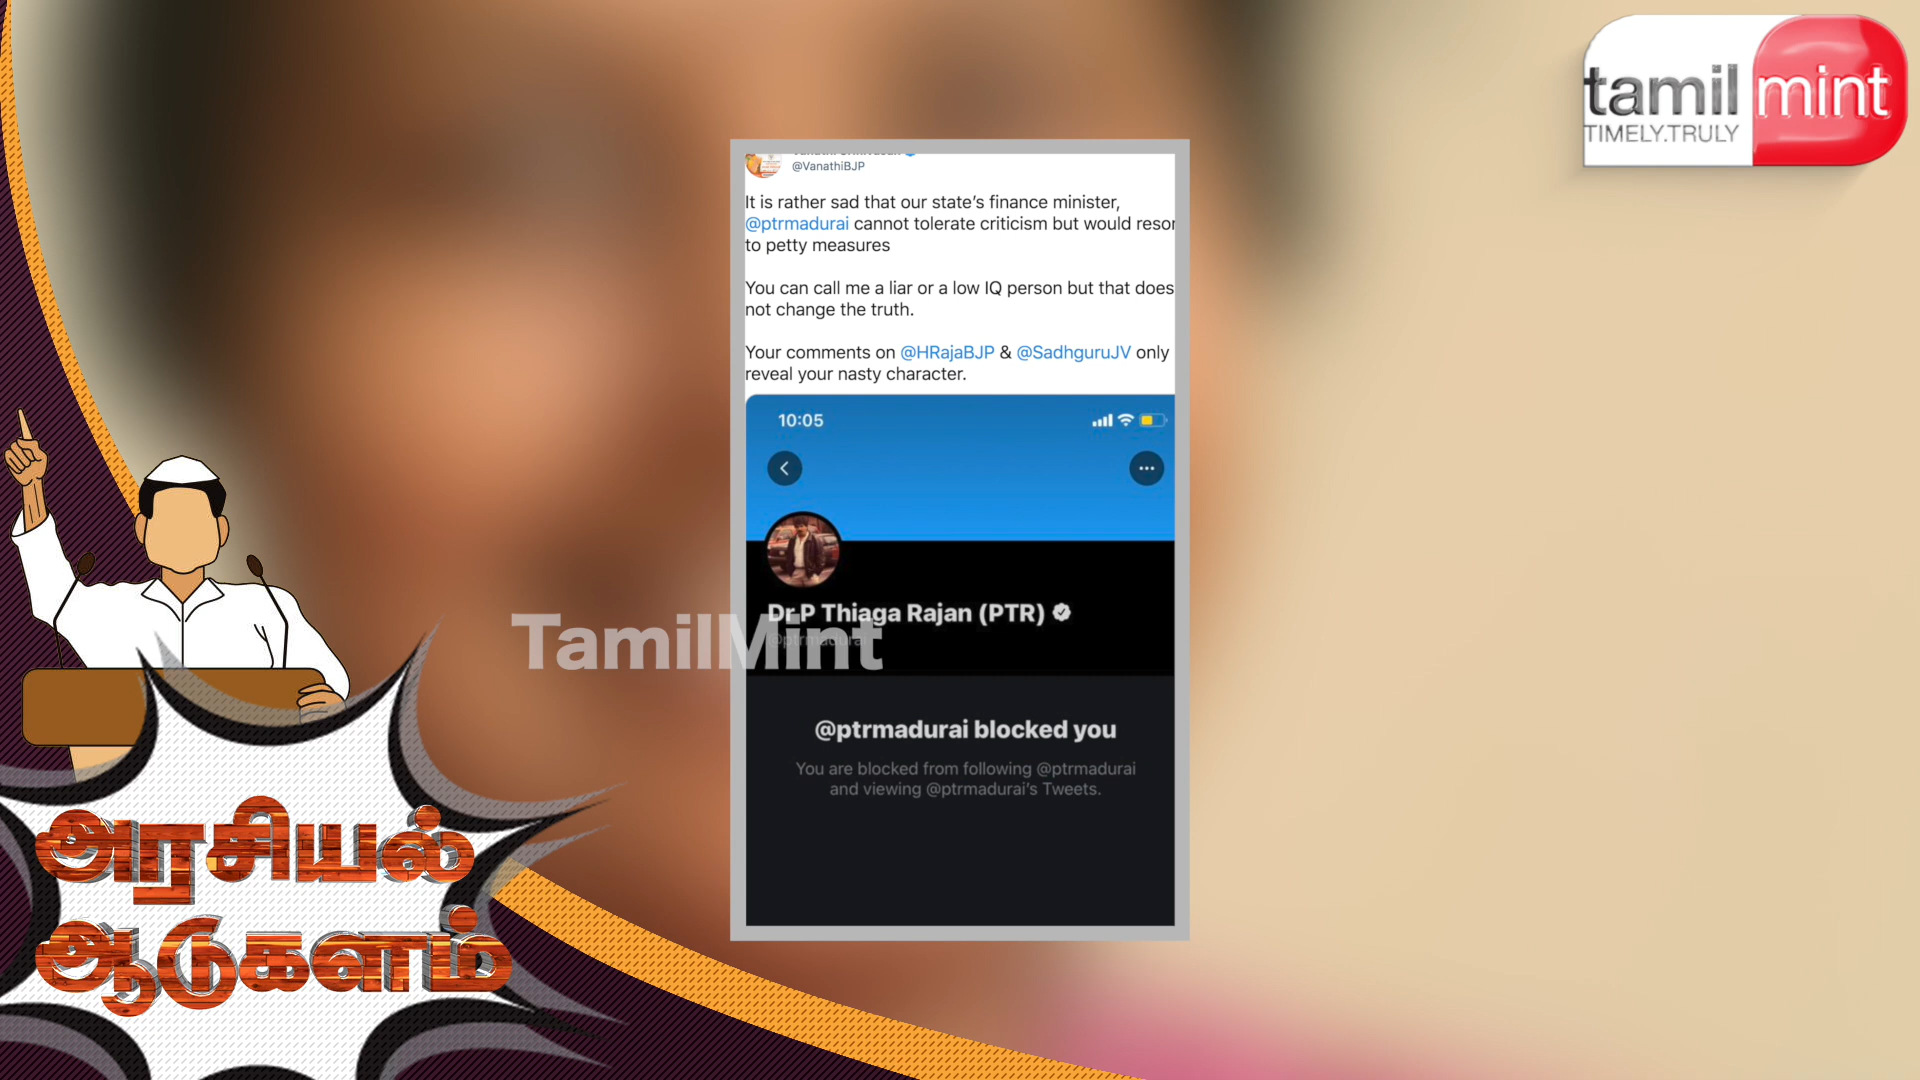 tamil mint
TIMELY.TRULY
@VanathiBJP
It is rather sad that our state's finance minister,
@ptrmadurai cannot tolerate criticism but would resor
to petty measures
You can call me a liar or a low IQ person but that does
not change the truth.
Your comments on @HRajaBJP & @SadhguruJV only
reveal your nasty character.
10:05
Dr P Thiaga Rajan (PTR)
@ptrmadurai
TamilMint
@ptrmadurai blocked you
You are blocked from following @ptrmadurai
and viewing @ptrmadurai's Tweets.
அரசியல்
ஆடுகளம்